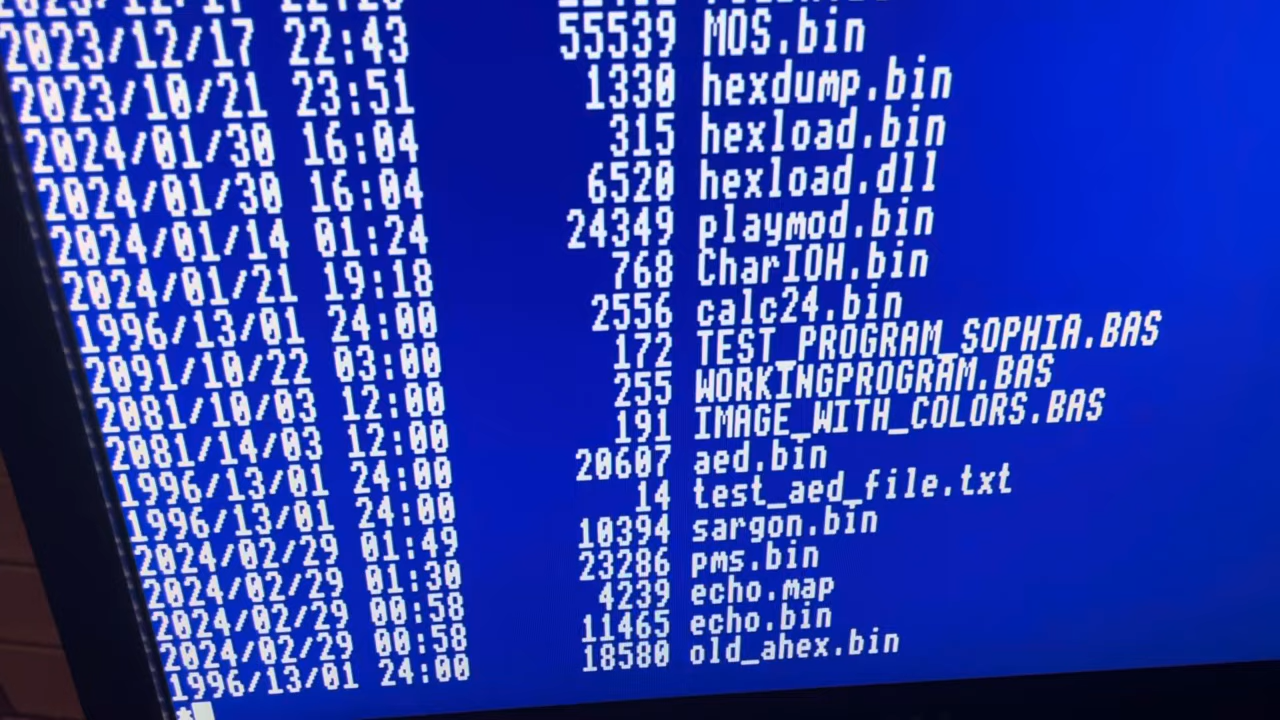 2023/12/17 22:43 55539 MOS.bin
2023/10/21 23:51 1330 hexdump.bin
2024/01/30 16:04 315 hexload.bin
2024/01/30 16:04 6520 hexload.dll
2024/01/14 01:24 24349 playmod.bin
2024/01/21 19:18 768 CharIOH.bin
1996/13/01 24:00 2556 calc24.bin
2091/10/22 03:00 172 TEST_PROGRAM_SOPHIA.BAS
2081/10/03 12:00 255 WORKINGPROGRAM.BAS
2081/14/03 12:00 191 IMAGE_WITH_COLORS.BAS
1996/13/01 24:00 20607 aed.bin
1996/13/01 24:00 14 test_aed_file.txt
2024/02/29 01:49 10394 sargon.bin
2024/02/29 01:30 23286 pms.bin
2024/02/29 00:58 4239 echo.map
2024/02/29 00:58 11465 echo.bin
1996/13/01 24:00 18580 old_ahex.bin
*